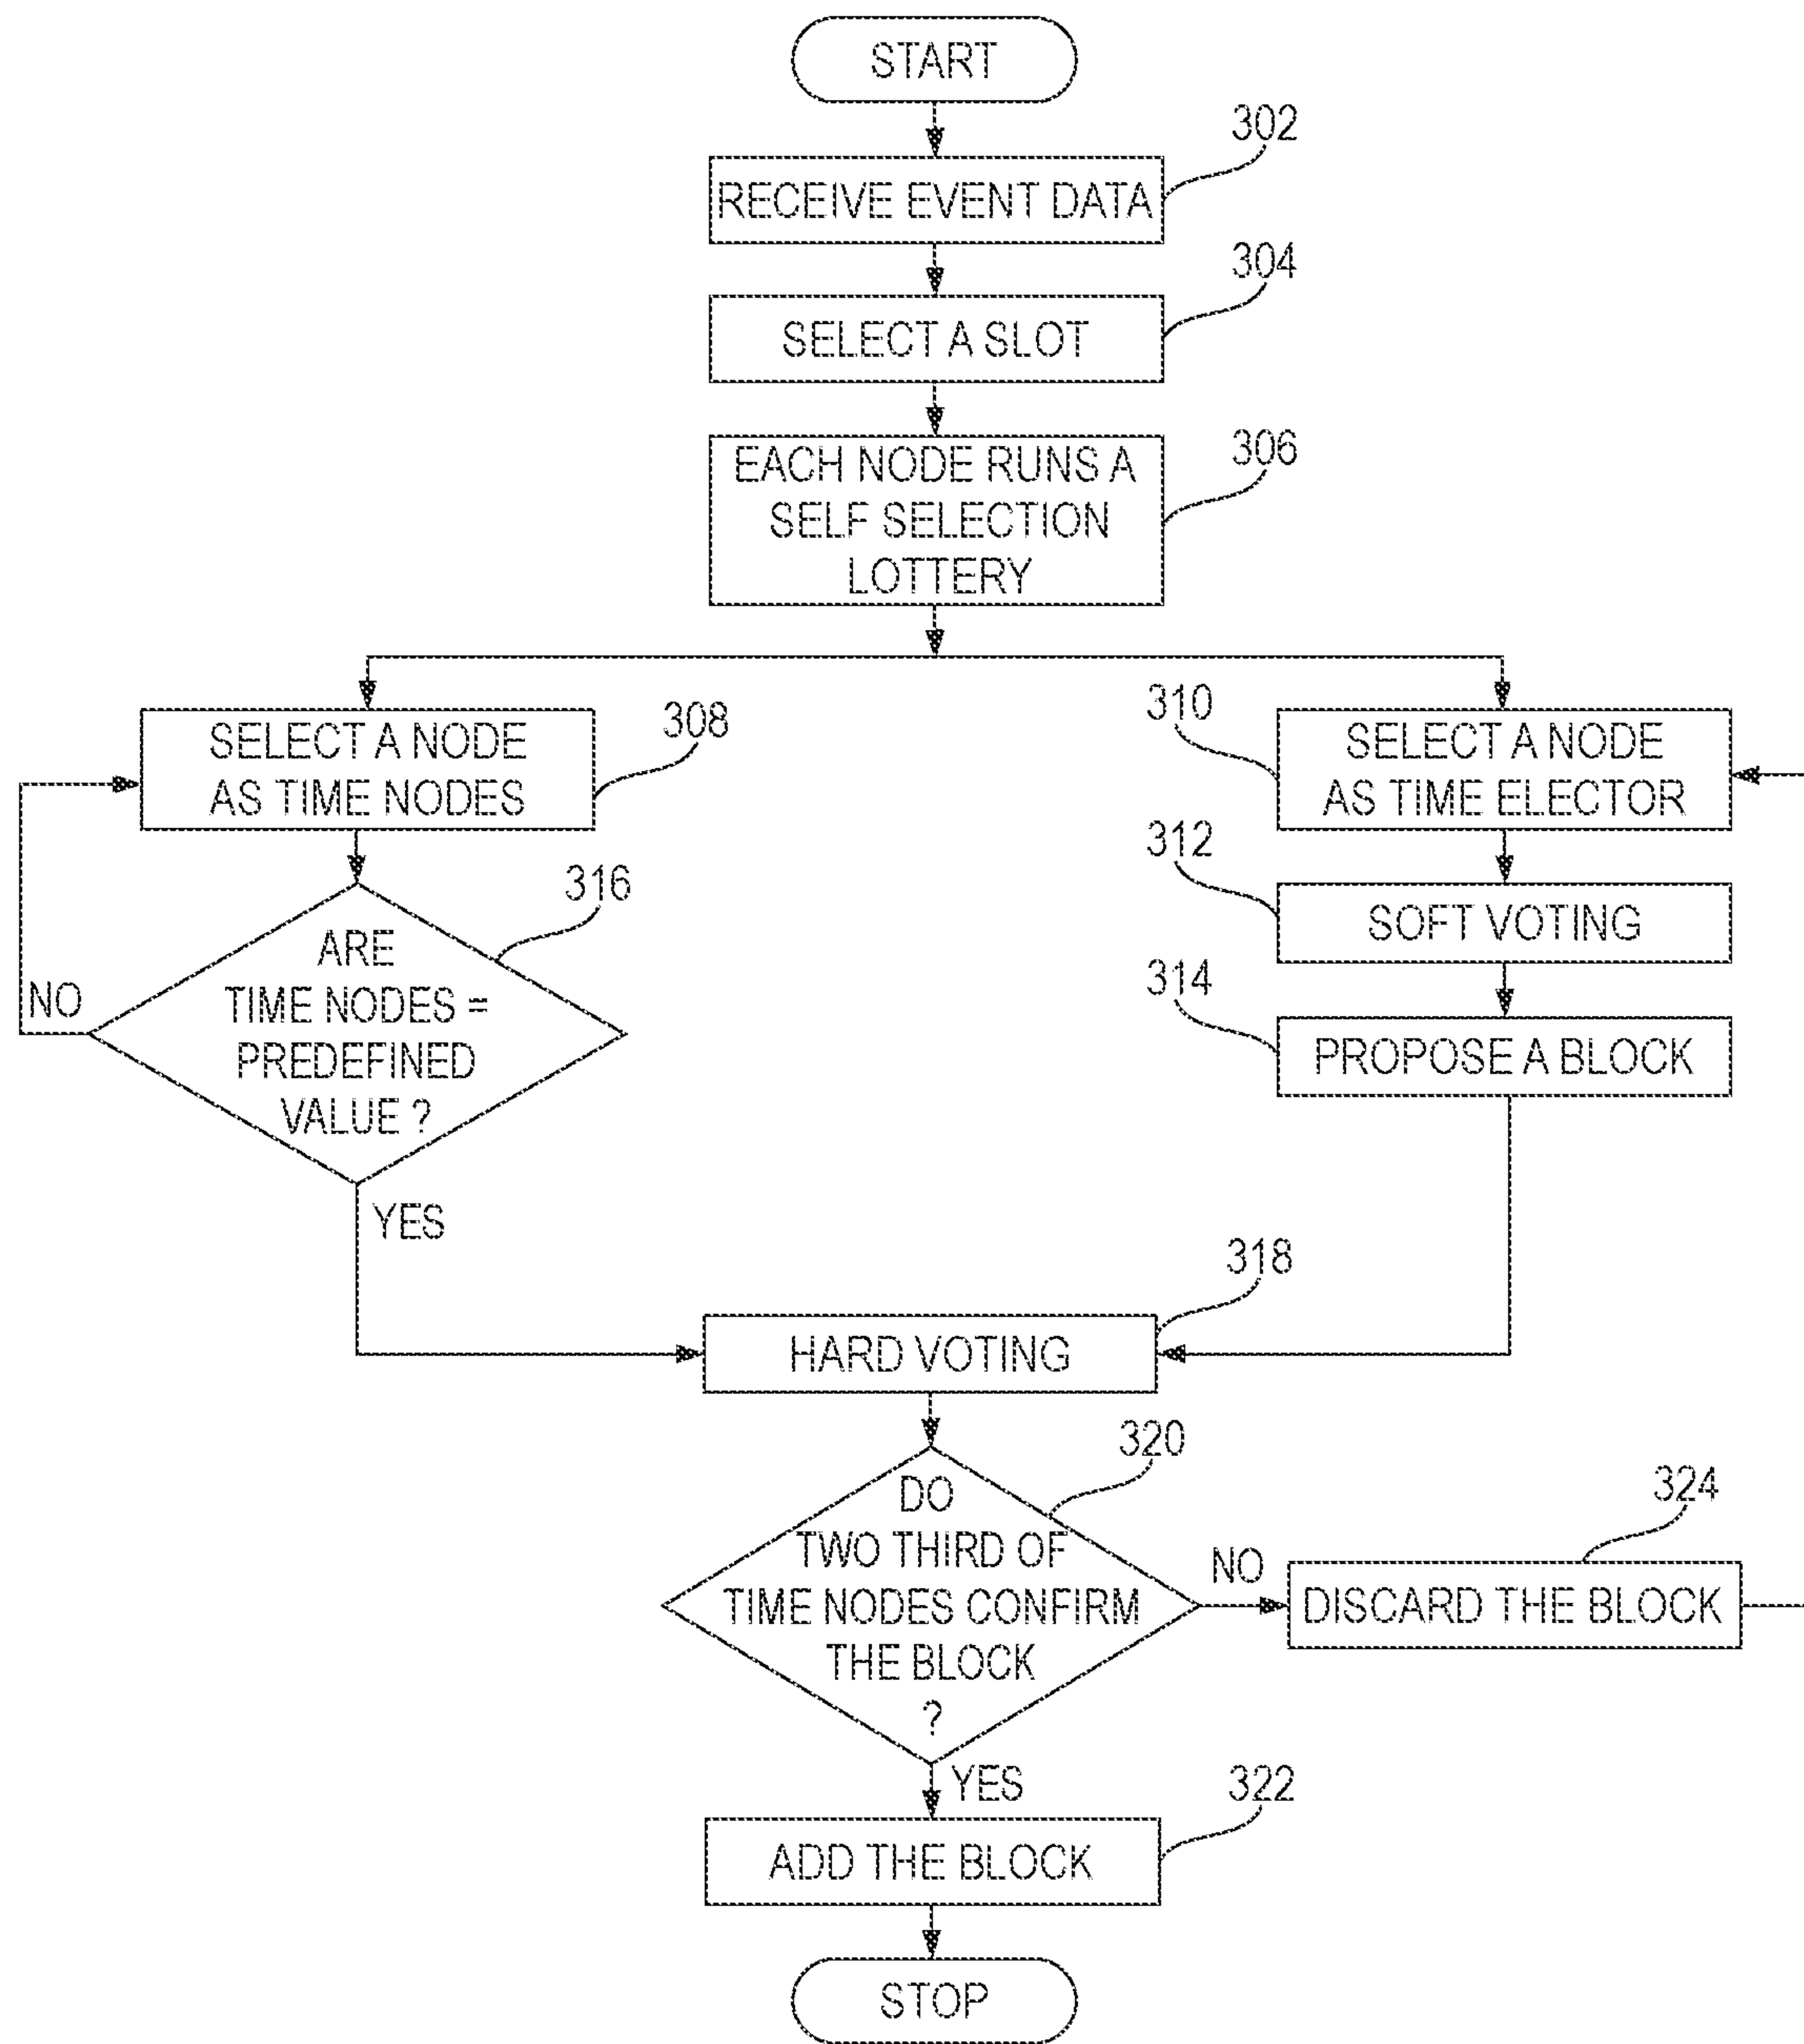 START
302
RECEIVE EVENT DATA
304
SELECT A SLOT
306
EACH NODE RUNS A
SELF SELECTION
LOTTERY
308
SELECT A NODE
AS TIME NODES
310
SELECT A NODE
AS TIME ELECTOR
312
SOFT VOTING
314
PROPOSE A BLOCK
316
ARE
TIME NODES =
PREDEFINED
VALUE ?
NO
YES
318
HARD VOTING
320
DO
TWO THIRD OF
TIME NODES CONFIRM
THE BLOCK
?
NO
324
DISCARD THE BLOCK
YES
322
ADD THE BLOCK
STOP